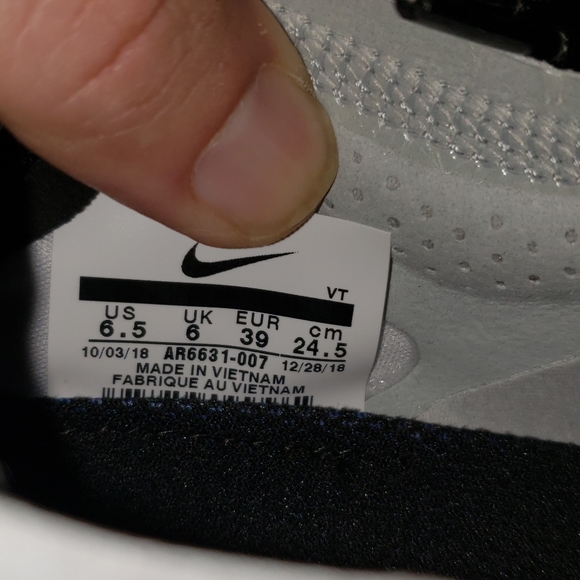 VT
US UK EUR cm
6.5 6 39 24.5
10/03/18 AR6631-007 12/28/18
MADE IN VIETNAM
FABRIQUE AU VIETNAM